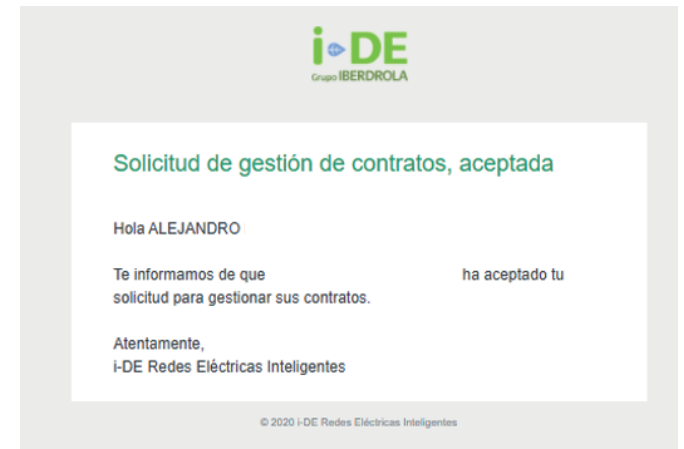 i-DE
Grupo IBERDROLA
Solicitud de gestión de contratos, aceptada
Hola ALEJANDRO
Te informamos de que ha aceptado tu
solicitud para gestionar sus contratos.
Atentamente,
i-DE Redes Eléctricas Inteligentes
© 2020 i-DE Redes Eléctricas Inteligentes